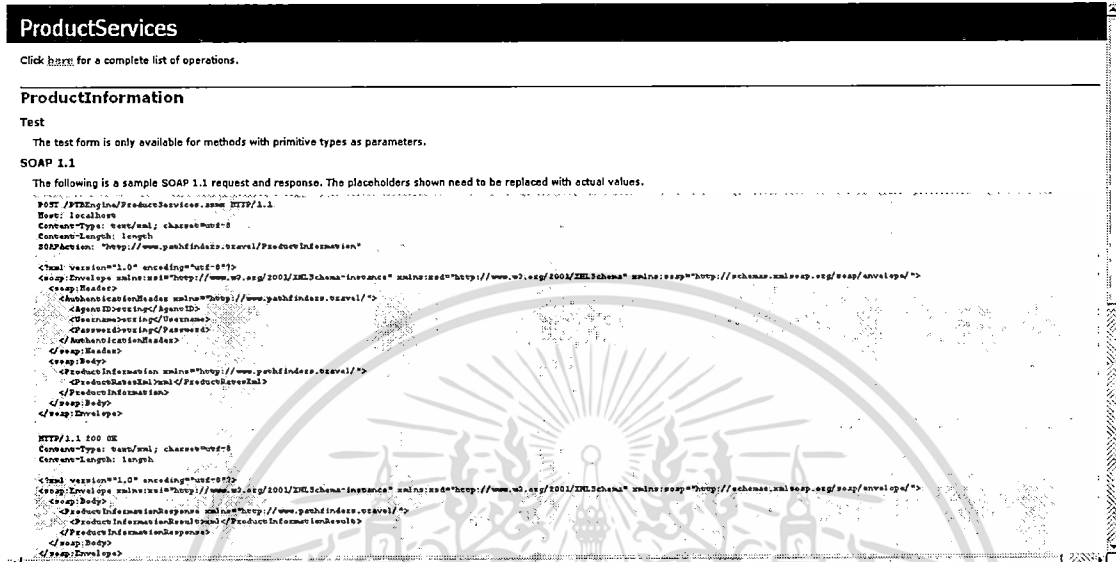 ProductServices
Click here for a complete list of operations.
ProductInformation
Test
The test form is only available for methods with primitive types as parameters.
SOAP 1.1
The following is a sample SOAP 1.1 request and response. The placeholders shown need to be replaced with actual values.
POST /PTBEngine/ProductServices.asmx HTTP/1.1
Host: localhost
Content-Type: text/xml; charset=utf-8
Content-Length: length
SOAPAction: "http://www.pathfinders.travel/ProductInformation"
<?xml version="1.0" encoding="utf-8"?>
<soap:Envelope xmlns:xsi="http://www.w3.org/2001/XMLSchema-instance" xmlns:xsd="http://www.w3.org/2001/XMLSchema" xmlns:soap="http://schemas.xmlsoap.org/soap/envelope/">
<soap:Header>
<AuthenticationHeader xmlns="http://www.pathfinders.travel/">
<AgentID>string</AgentID>
<Username>string</Username>
<Password>string</Password>
</AuthenticationHeader>
</soap:Header>
<soap:Body>
<ProductInformation xmlns="http://www.pathfinders.travel/">
<ProductRatesXml>xml</ProductRatesXml>
</ProductInformation>
</soap:Body>
</soap:Envelope>
HTTP/1.1 200 OK
Content-Type: text/xml; charset=utf-8
Content-Length: length
<?xml version="1.0" encoding="utf-8"?>
<soap:Envelope xmlns:xsi="http://www.w3.org/2001/XMLSchema-instance" xmlns:xsd="http://www.w3.org/2001/XMLSchema" xmlns:soap="http://schemas.xmlsoap.org/soap/envelope/">
<soap:Body>
<ProductInformationResponse xmlns="http://www.pathfinders.travel/">
<ProductInformationResult>xml</ProductInformationResult>
</ProductInformationResponse>
</soap:Body>
</soap:Envelope>